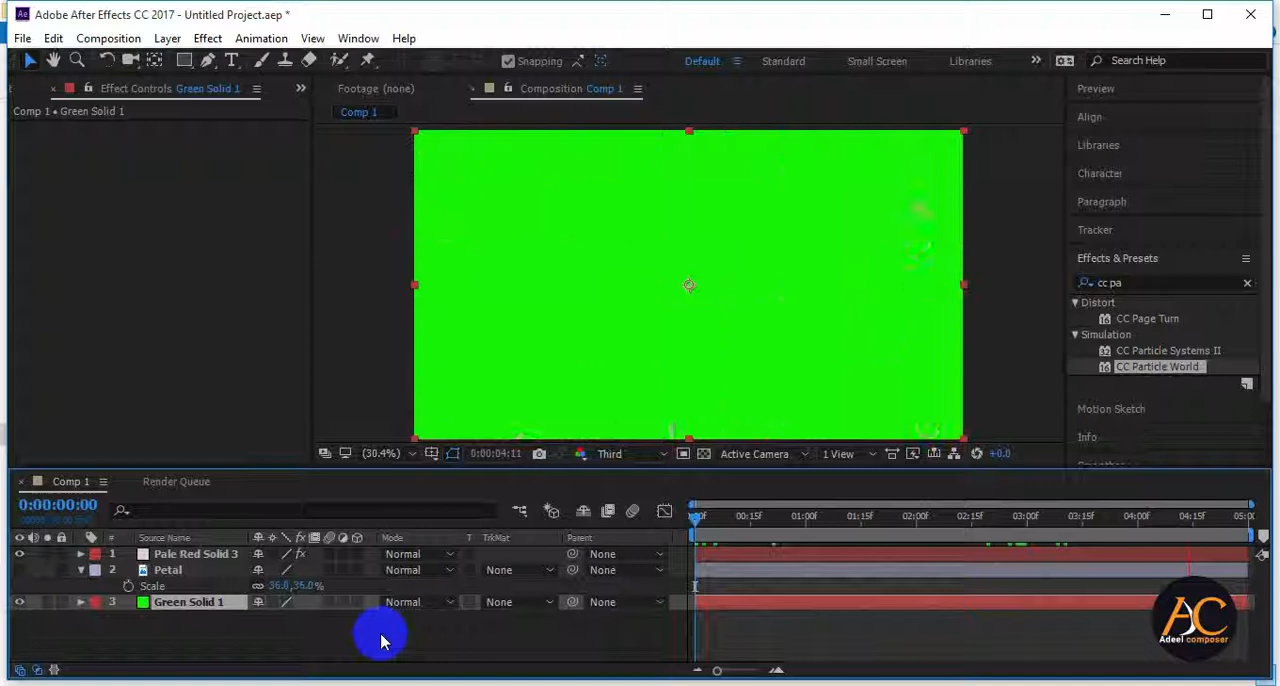 Adobe After Effects CC 2017 - Untitled Project.aep *
File Edit Composition Layer Effect Animation View Window Help
Snapping Default Standard Small Screen Libraries Search Help
Effect Controls Green Solid 1 Footage (none) Composition Comp 1 Preview
Comp 1 • Green Solid 1 Comp 1
Align
Libraries
Character
Paragraph
Tracker
Effects & Presets
cc pa
Distort
CC Page Turn
Simulation
CC Particle Systems II
CC Particle World
Motion Sketch
Info
(30.4%) 0:00:04:11 Third Active Camera 1 View +0.0
Comp 1 Render Queue
0:00:00:00
:00f 00:15f 01:00f 01:15f 02:00f 02:15f 03:00f 03:15f 04:00f 04:15f 05:0
# Source Name Mode T TrkMat Parent
1 Pale Red Solid 3 Normal None
2 Petal Normal None None
Scale 36.0,36.0%
3 Green Solid 1 Normal None None
AC
Adeel composer